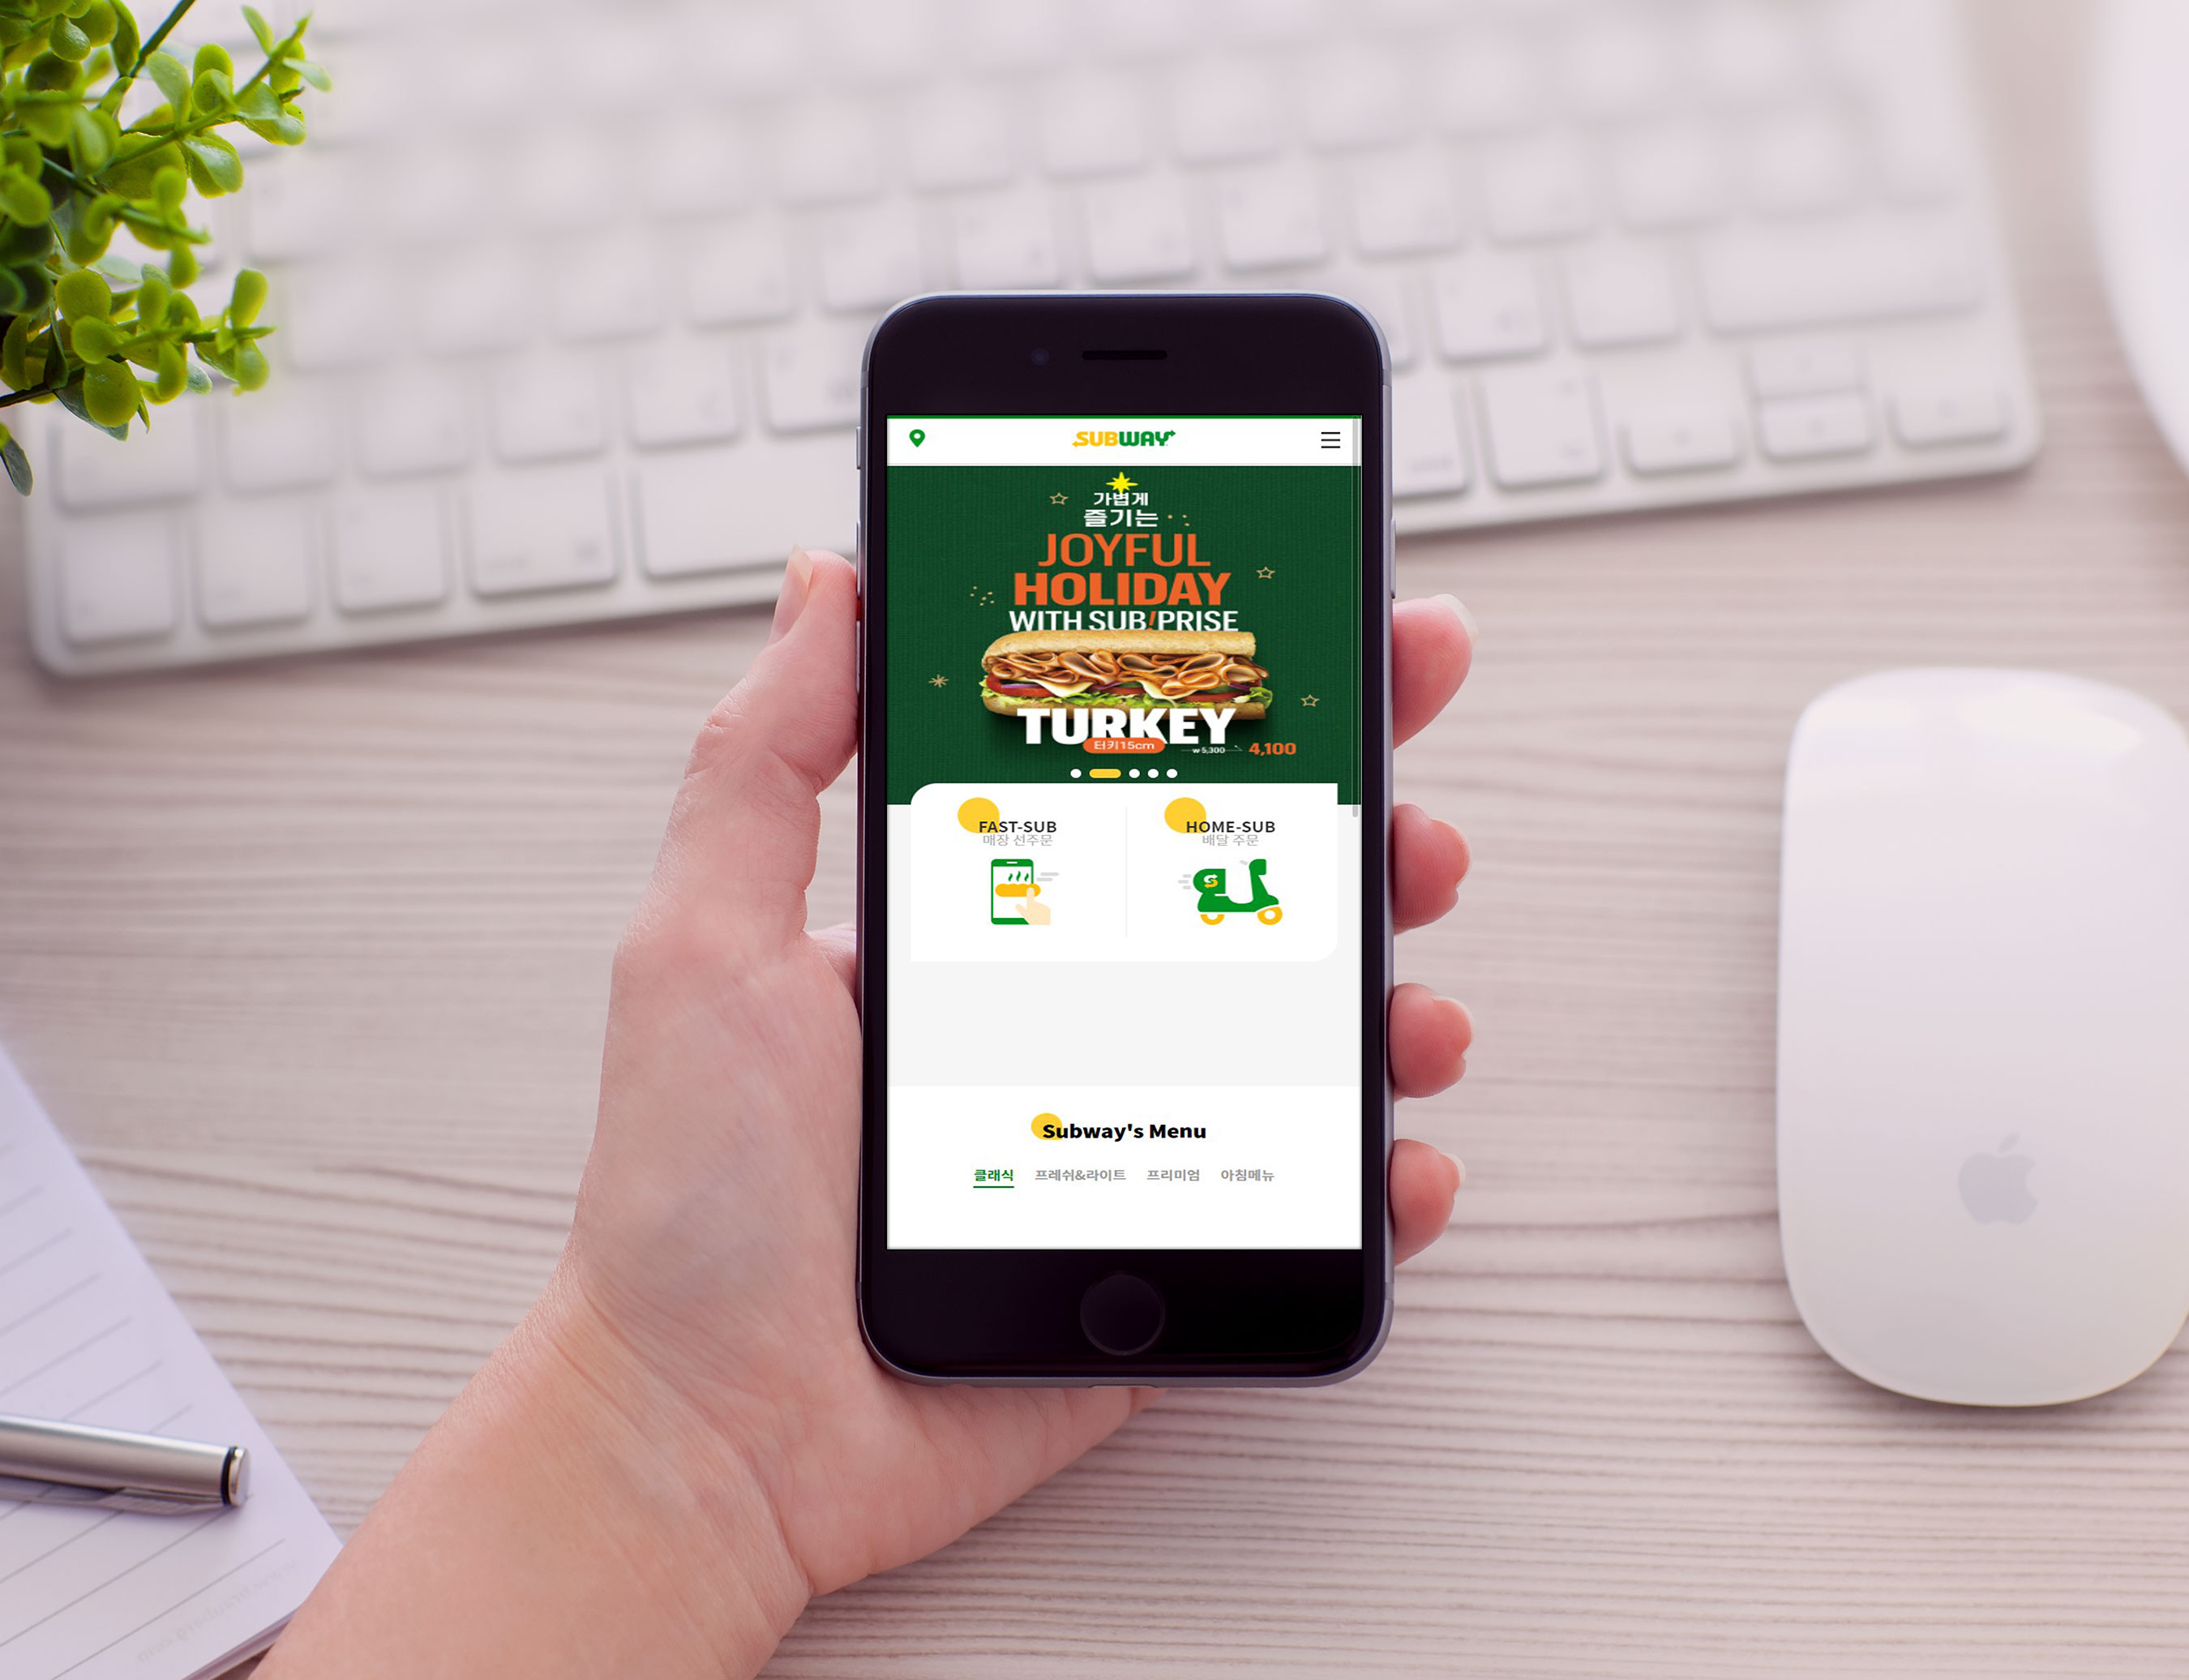 SUBWAY
가볍게
즐기는
JOYFUL
HOLIDAY
WITH SUB!PRISE
TURKEY
터키15cm ₩5,300 4,100
FAST-SUB
매장 선주문
HOME-SUB
배달 주문
Subway's Menu
클래식 프레쉬&라이트 프리미엄 아침메뉴